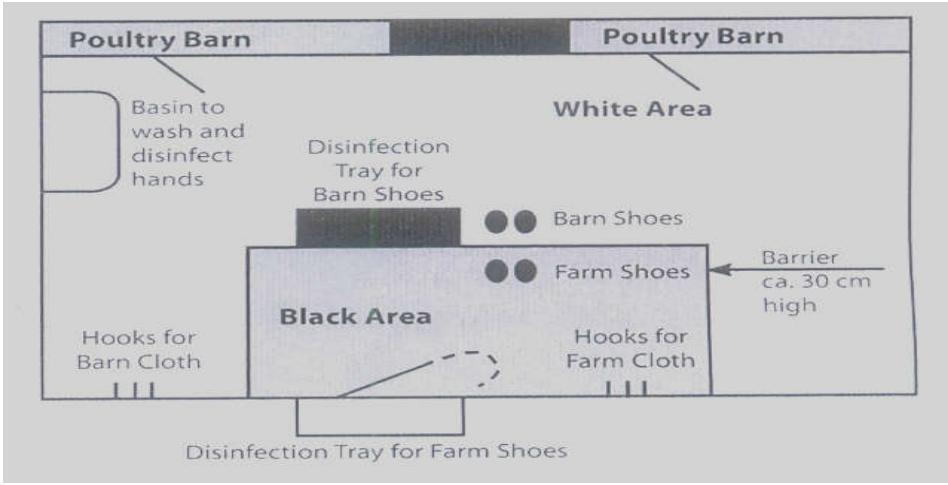 Poultry Barn
Poultry Barn
Basin to
wash and
disinfect
hands
White Area
Disinfection
Tray for
Barn Shoes
Barn Shoes
Farm Shoes
Barrier
ca. 30 cm
high
Black Area
Hooks for
Barn Cloth
Hooks for
Farm Cloth
Disinfection Tray for Farm Shoes